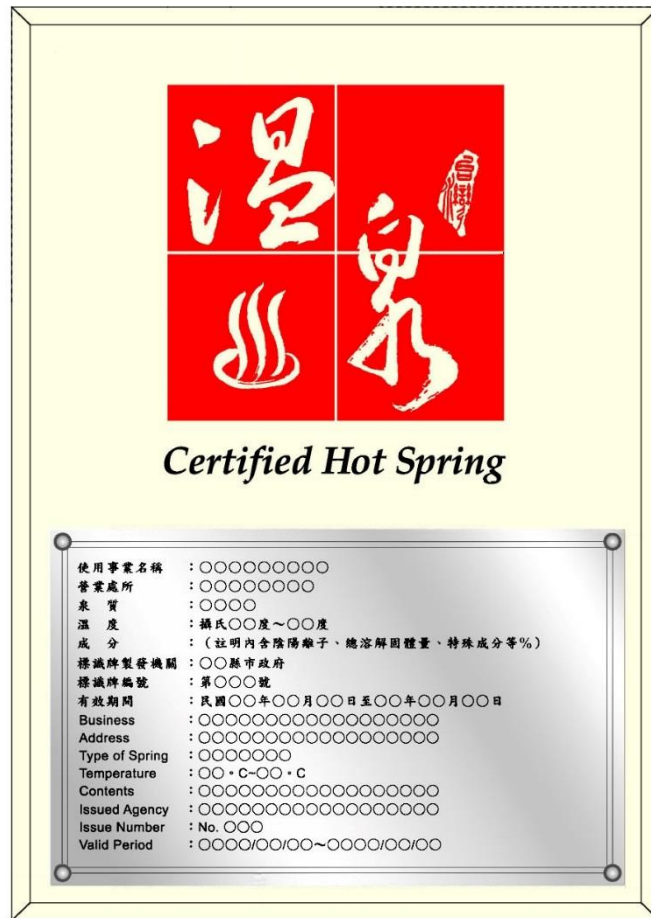 溫泉
台灣
Certified Hot Spring
使用事業名稱：○○○○○○○○○
營業處所：○○○○○○○○
泉 質：○○○○
溫 度：攝氏○○度～○○度
成 分：（註明內含陰陽離子、總溶解固體量、特殊成分等%）
標識牌製發機關：○○縣市政府
標識牌編號：第○○○號
有效期間：民國○○年○○月○○日至○○年○○月○○日
Business：○○○○○○○○○○○○○○○○○
Address：○○○○○○○○○○○○○○○○○
Type of Spring：○○○○○○○
Temperature：○○∘C~○○∘C
Contents：○○○○○○○○○○○○○○○○○
Issued Agency：○○○○○○○○○○○○○○○○○
Issue Number：No. ○○○
Valid Period：○○○○/○○/○○～○○○○/○○/○○